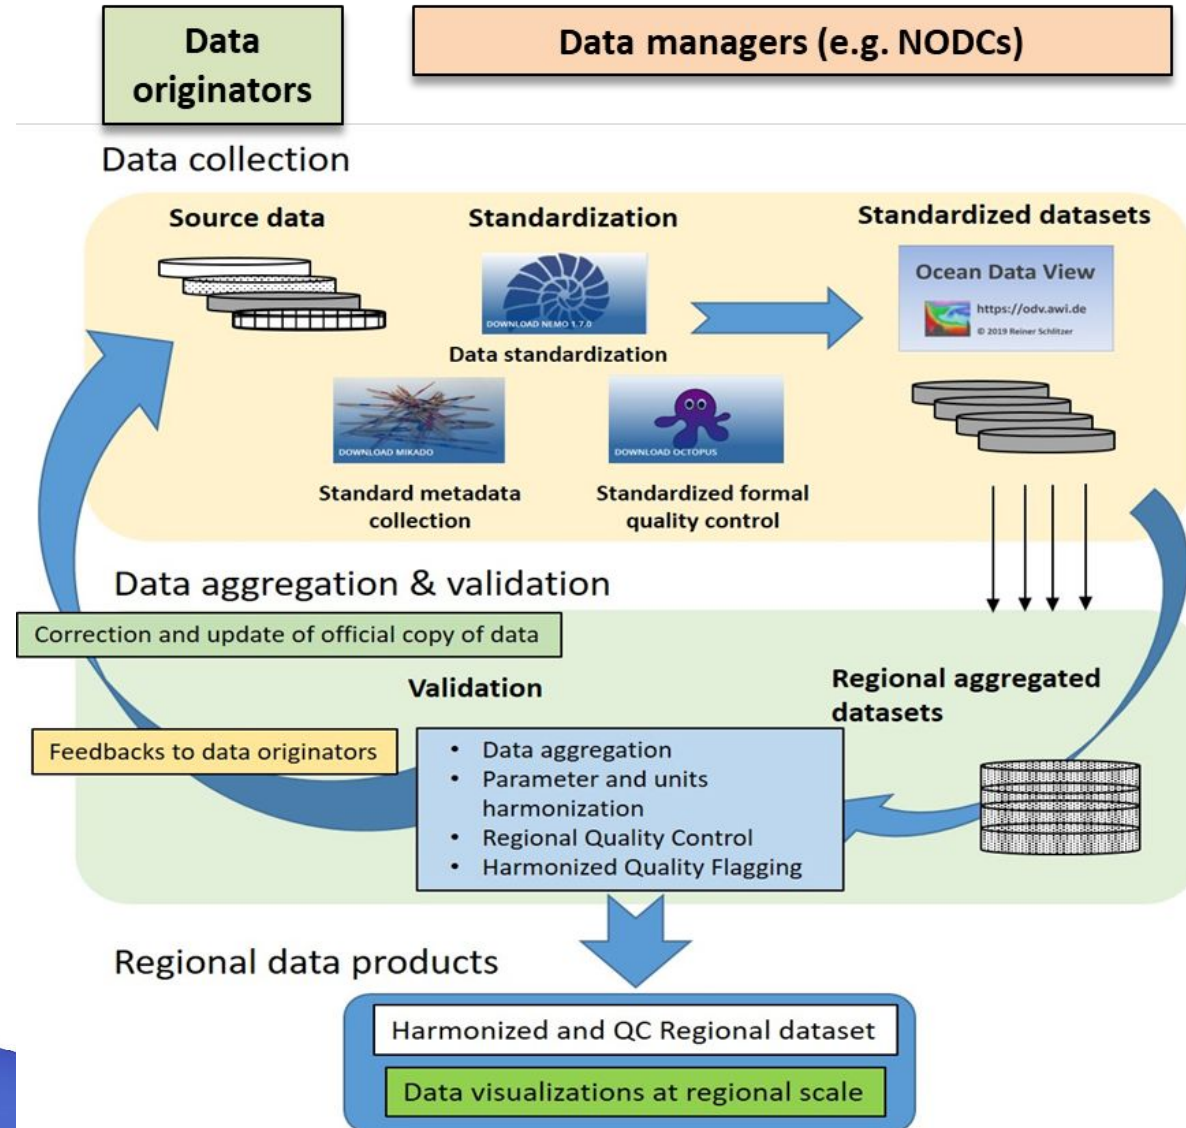 Data
originators
Data managers (e.g. NODCs)
Data collection
Source data
Standardization
Standardized datasets
DOWNLOAD NEMO 1.7.0
Data standardization
Ocean Data View
https://odv.awi.de
© 2019 Reiner Schlitzer
DOWNLOAD MIKADO
DOWNLOAD OCTOPUS
Standard metadata
collection
Standardized formal
quality control
Data aggregation & validation
Correction and update of official copy of data
Validation
Regional aggregated
datasets
Feedbacks to data originators
• Data aggregation
• Parameter and units
harmonization
• Regional Quality Control
• Harmonized Quality Flagging
Regional data products
Harmonized and QC Regional dataset
Data visualizations at regional scale